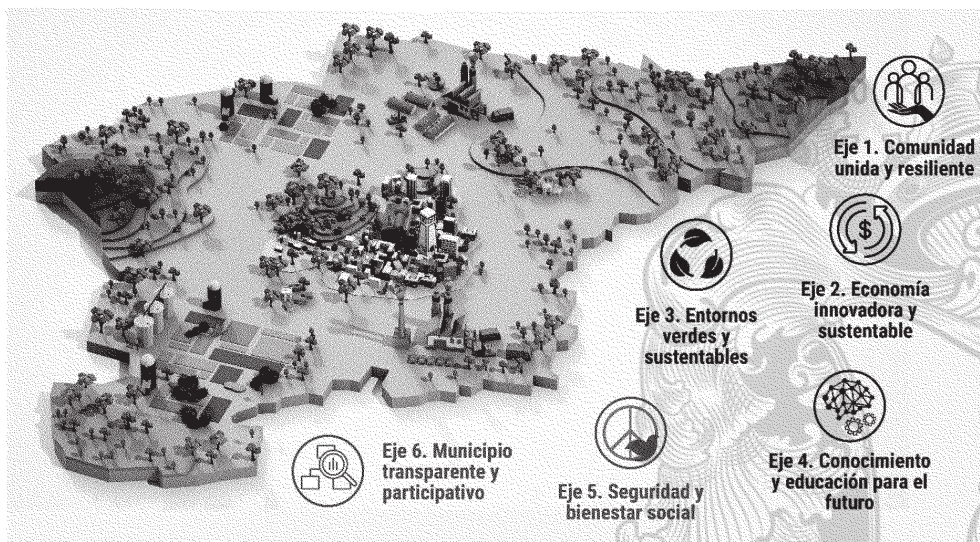 Eje 1. Comunidad
unida y resiliente
Eje 2. Economía
innovadora y
sustentable
Eje 3. Entornos
verdes y
sustentables
Eje 4. Conocimiento
y educación para el
futuro
Eje 5. Seguridad y
bienestar social
Eje 6. Municipio
transparente y
participativo
$